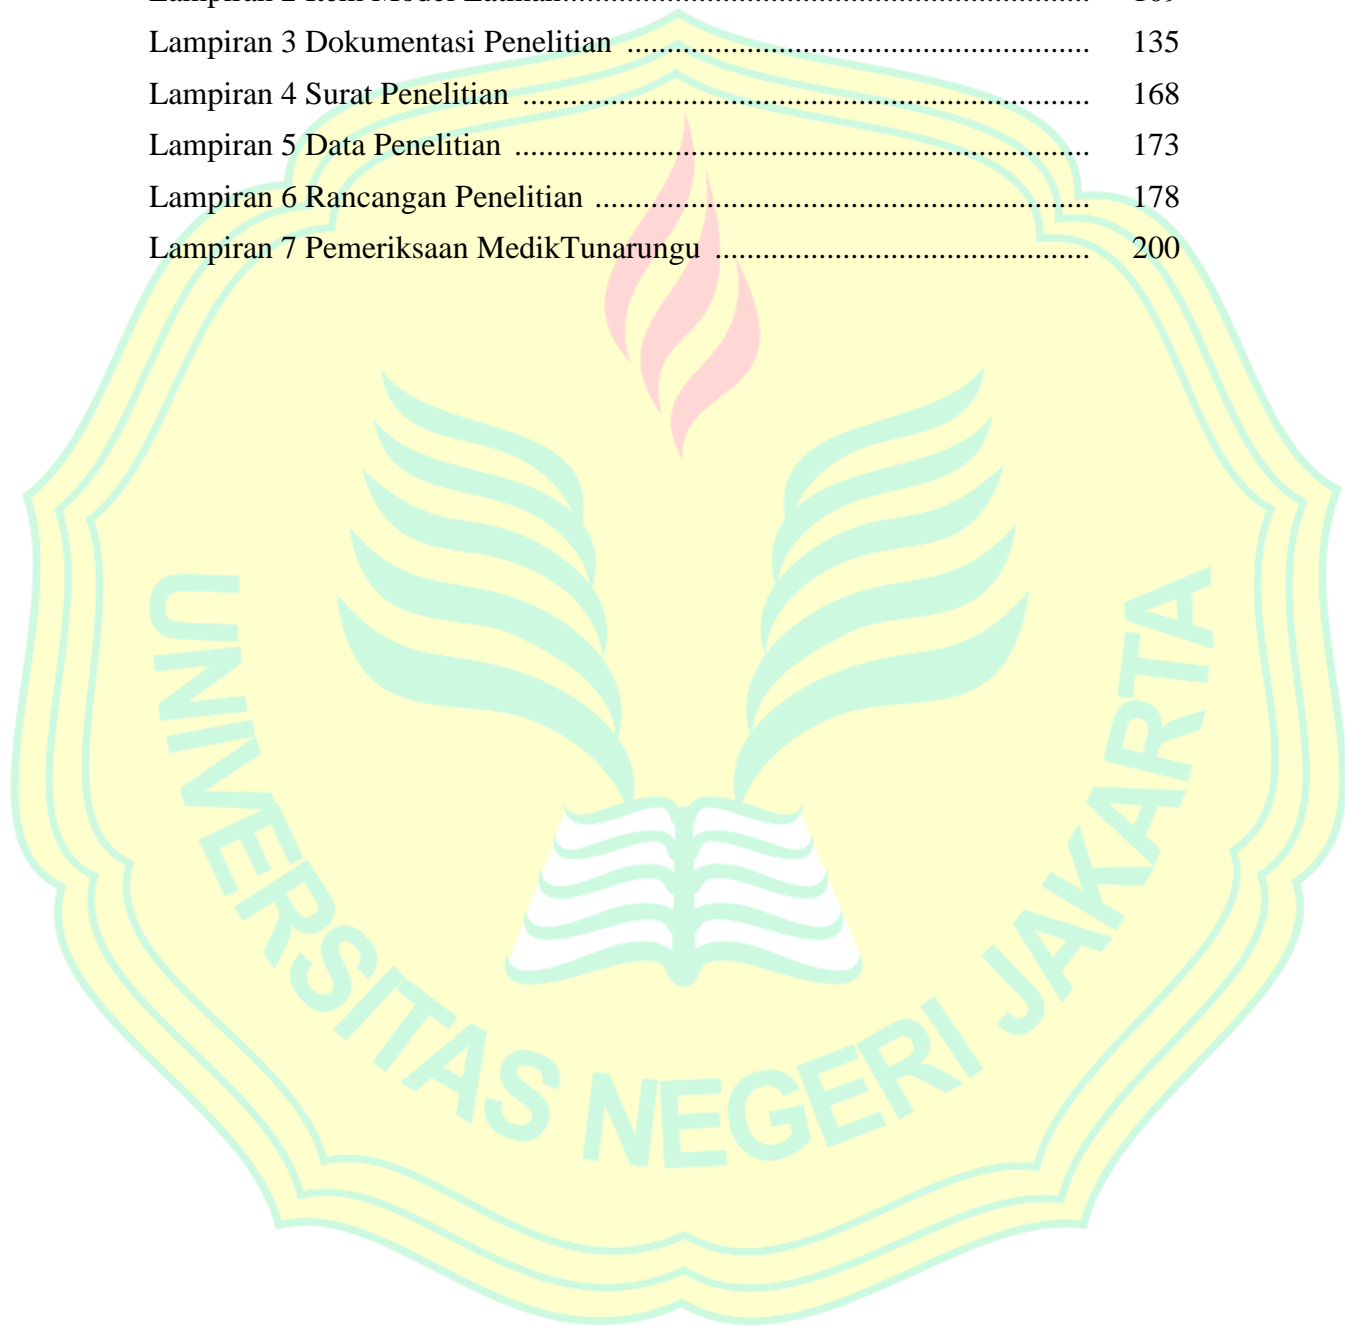 Lampiran 3 Dokumentasi Penelitian ........................................................... 135
Lampiran 4 Surat Penelitian ........................................................................ 168
Lampiran 5 Data Penelitian ......................................................................... 173
Lampiran 6 Rancangan Penelitian ............................................................... 178
Lampiran 7 Pemeriksaan MedikTunarungu ................................................ 200
UNIVERSITAS NEGERI JAKARTA